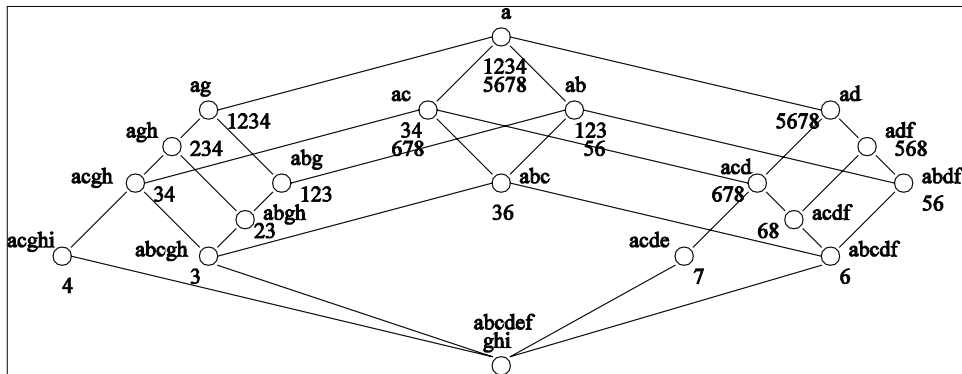 a
1234
5678
ag
1234
ac
34
678
ab
123
56
ad
5678
agh
234
adf
568
acgh
34
abg
123
abc
36
acd
678
abdf
56
abgh
23
acdf
68
acghi
4
abcgh
3
acde
7
abcdf
6
abcdef
ghi